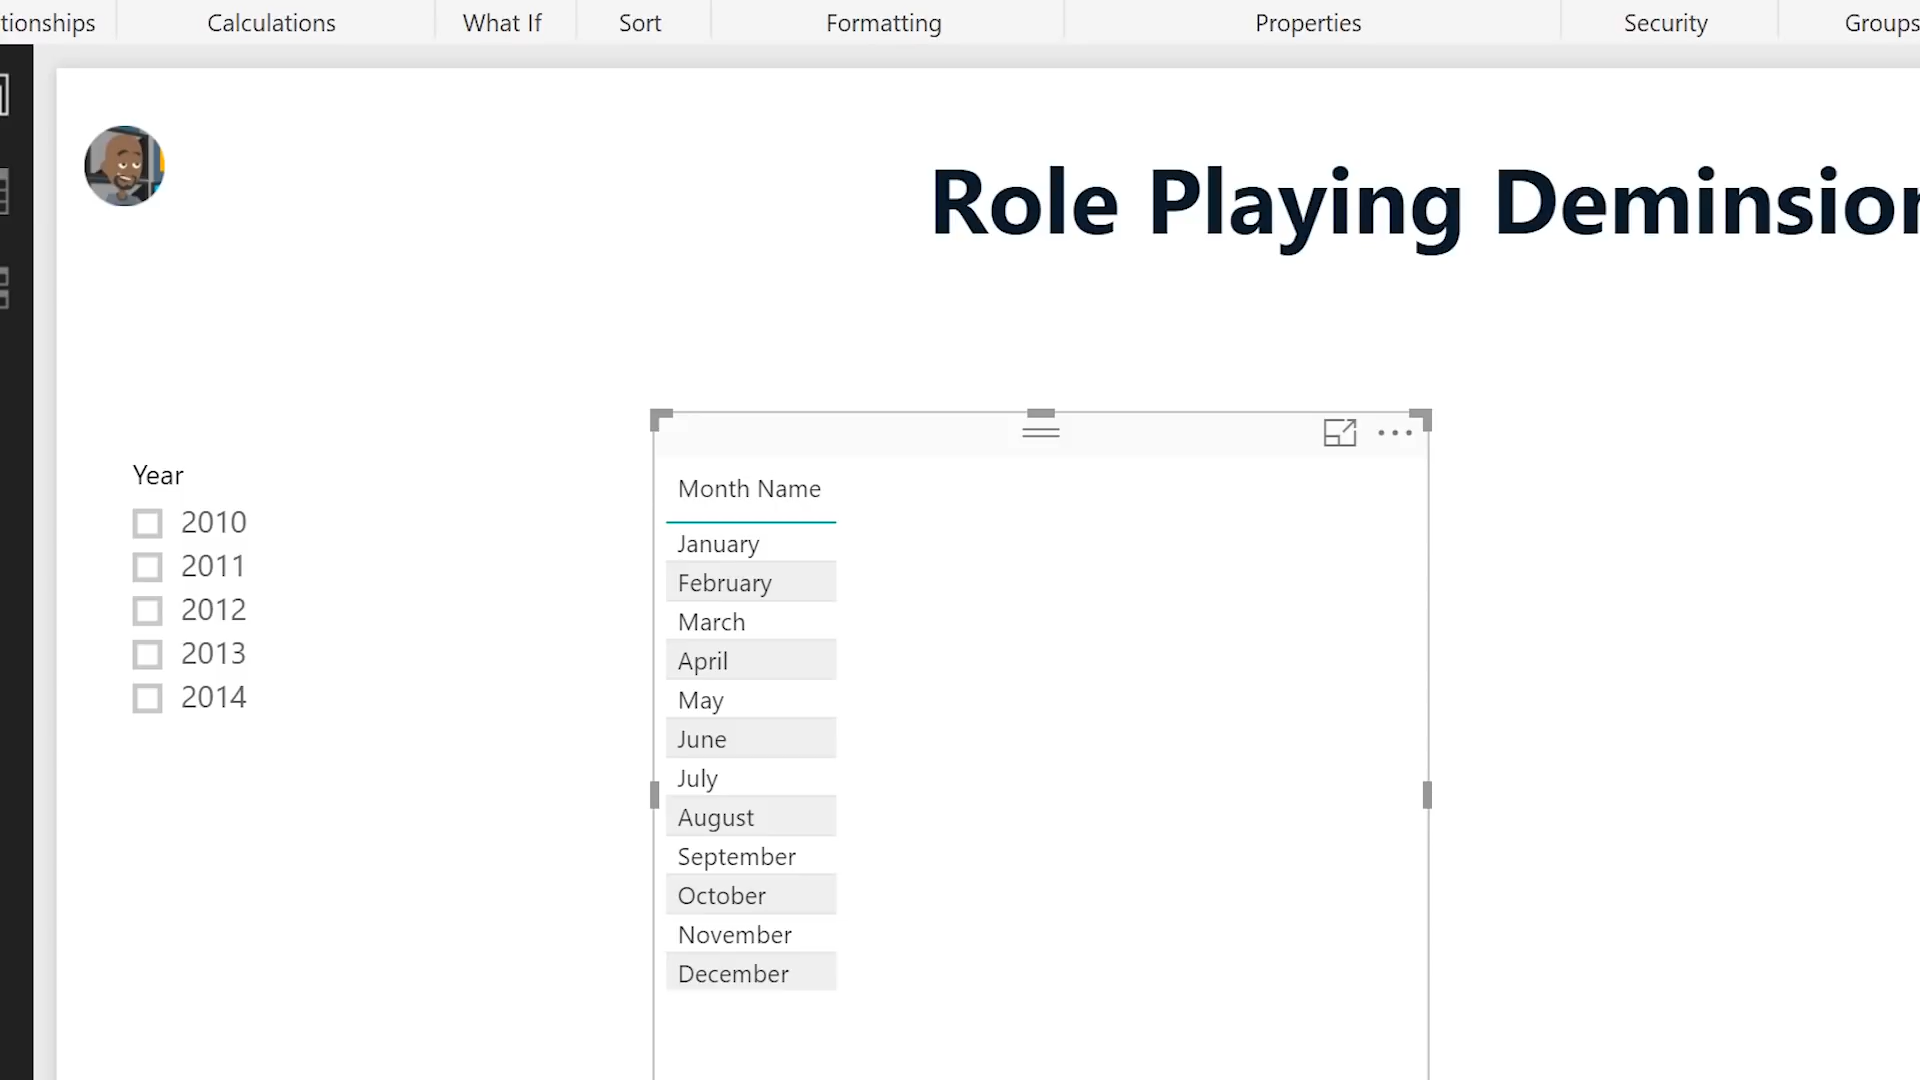 tionships Calculations What If Sort Formatting Properties Security Groups
Role Playing Deminsion
Year
2010
2011
2012
2013
2014
Month Name
January
February
March
April
May
June
July
August
September
October
November
December